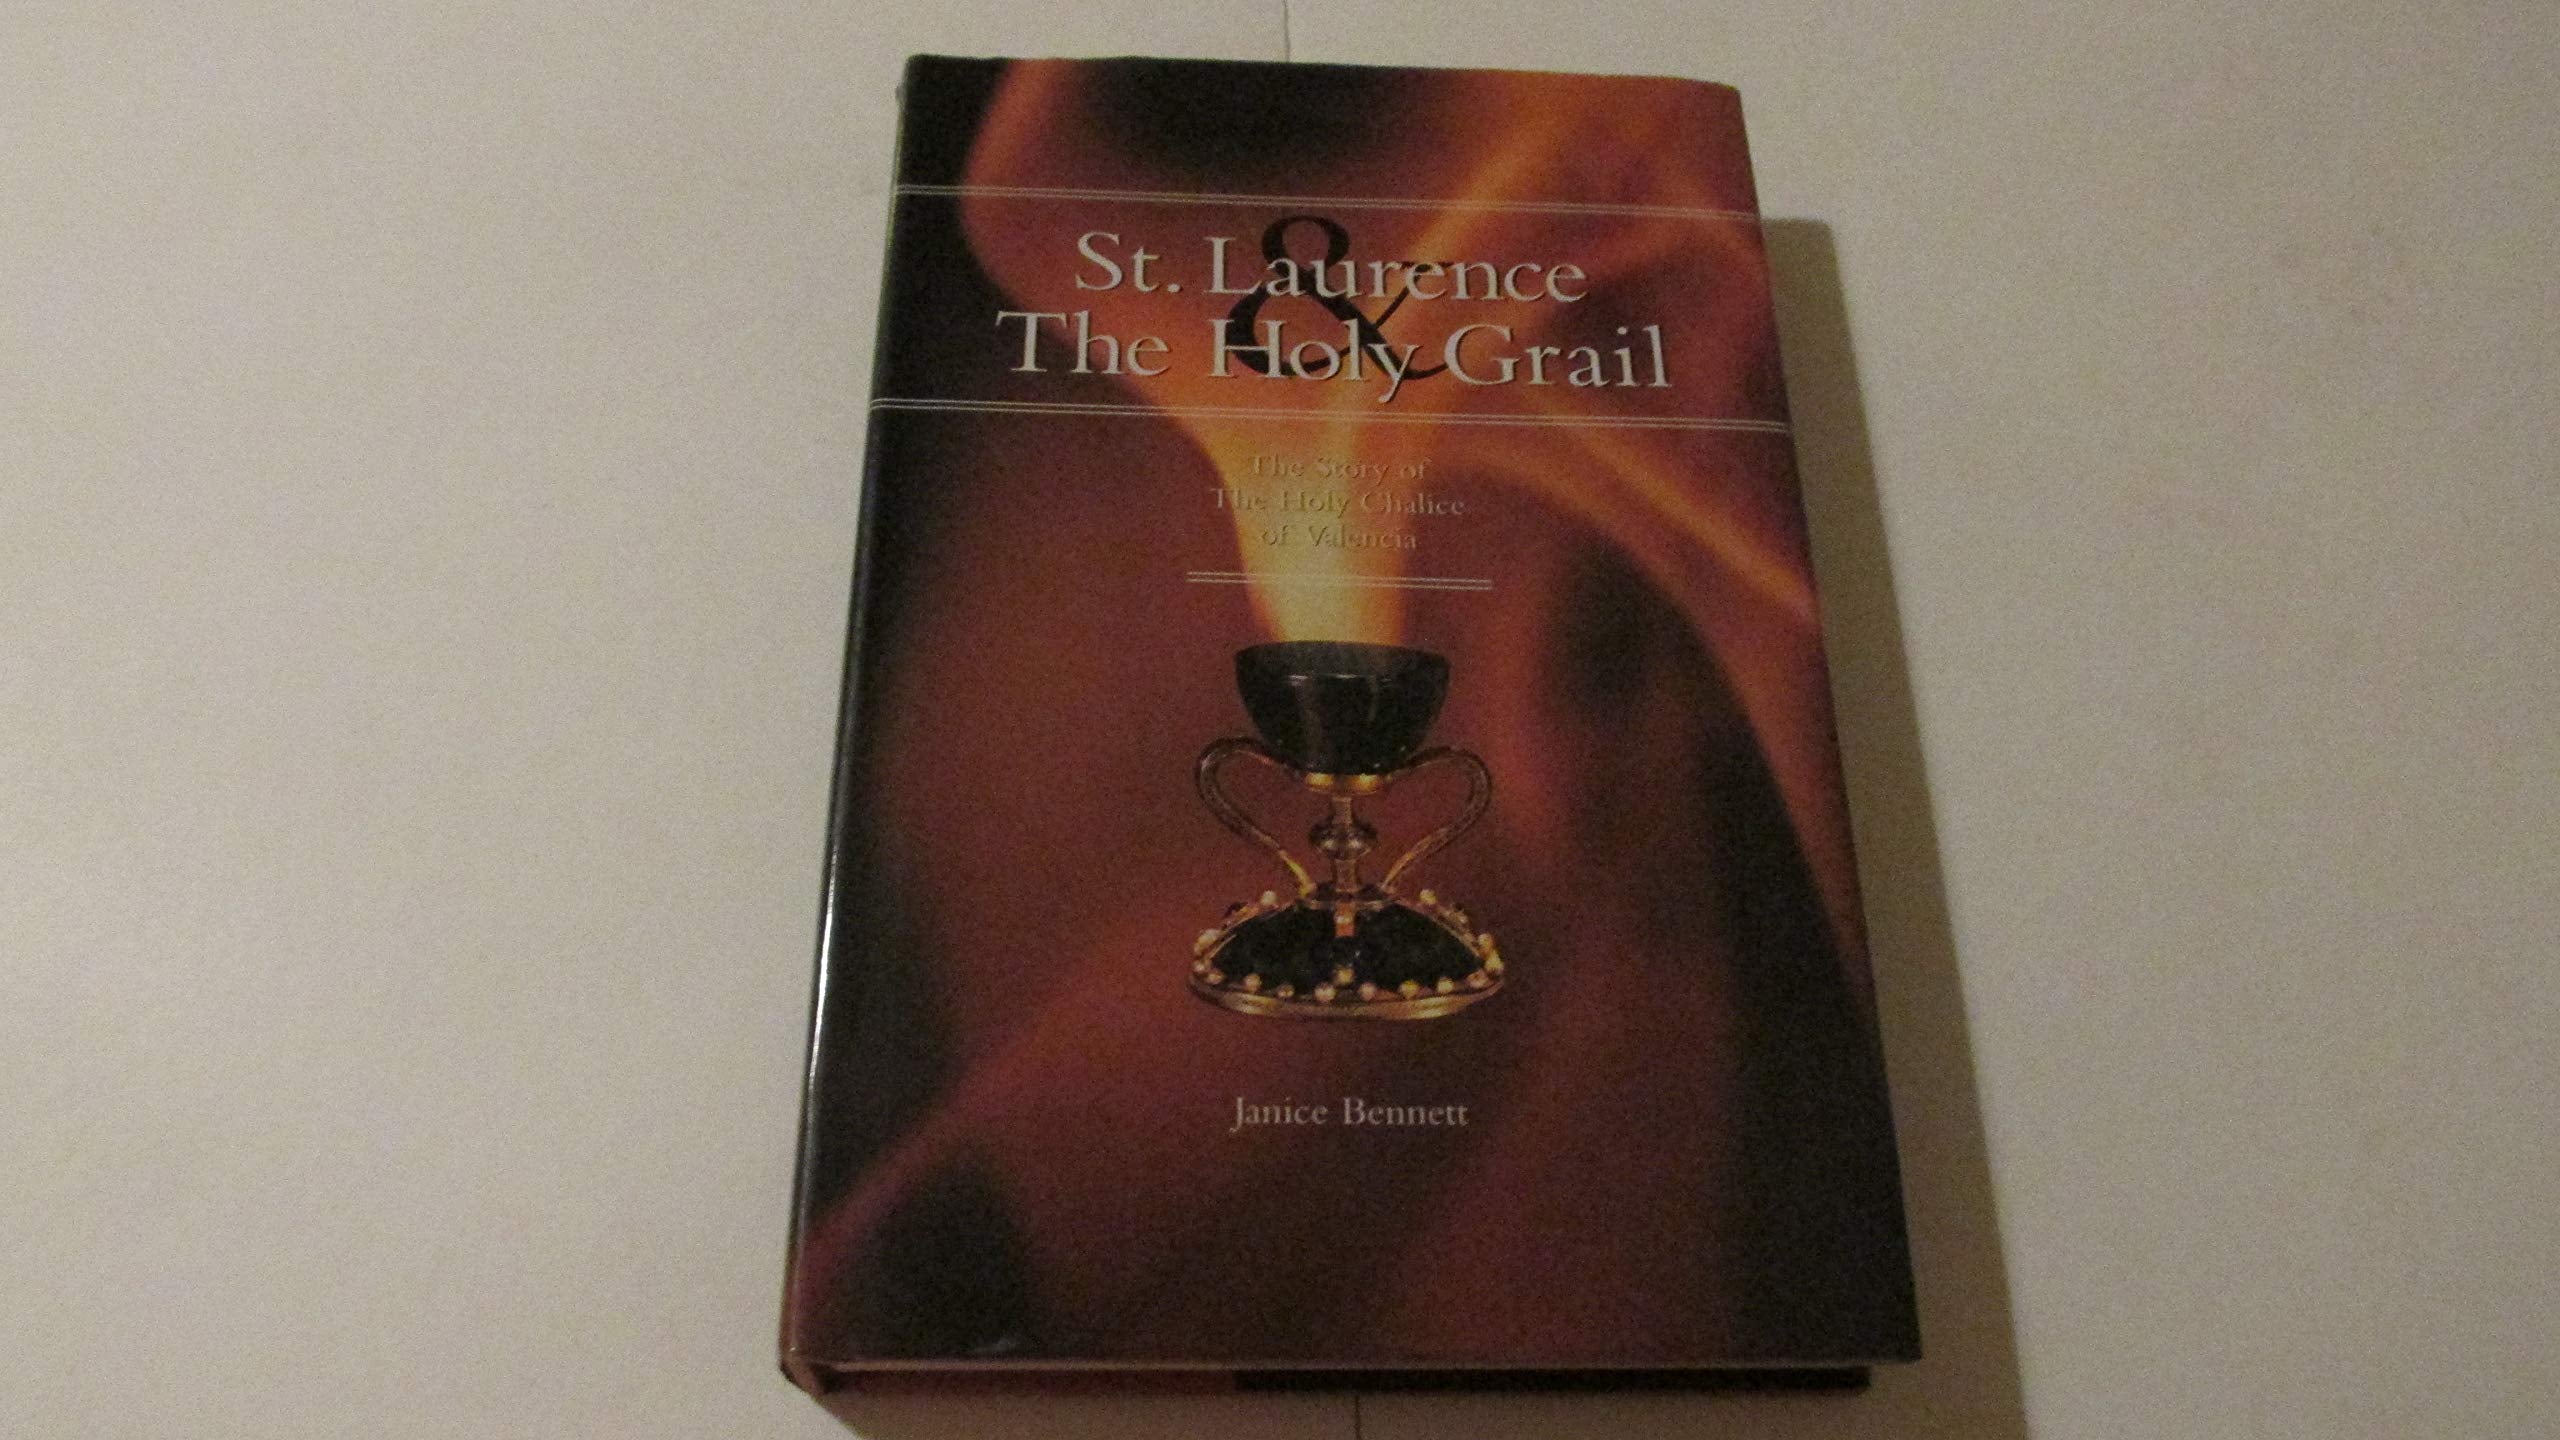 St. Laurence
&
The Holy Grail
The Story of
The Holy Chalice
of Valencia
Janice Bennett